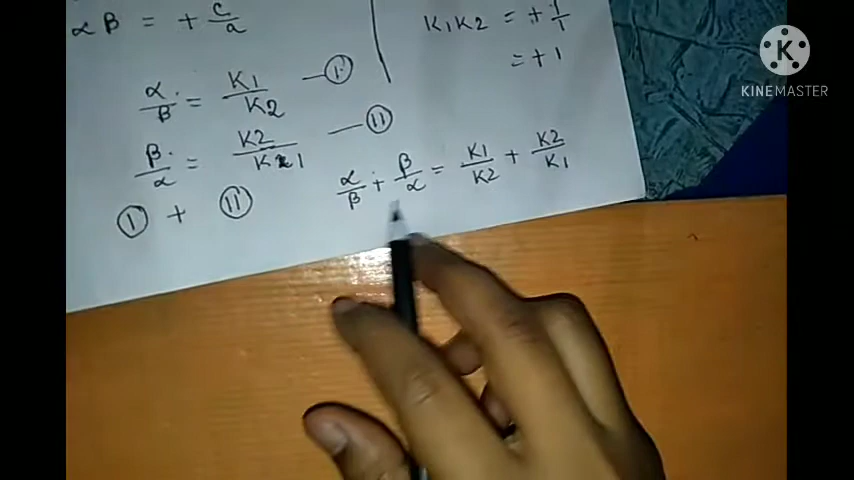 αβ = + c/a
K1K2 = + 1/1
= + 1
α/β = K1/K2 — I
β/α = K2/K1 — II
I + II
α/β + β/α = K1/K2 + K2/K1
K
KINEMASTER